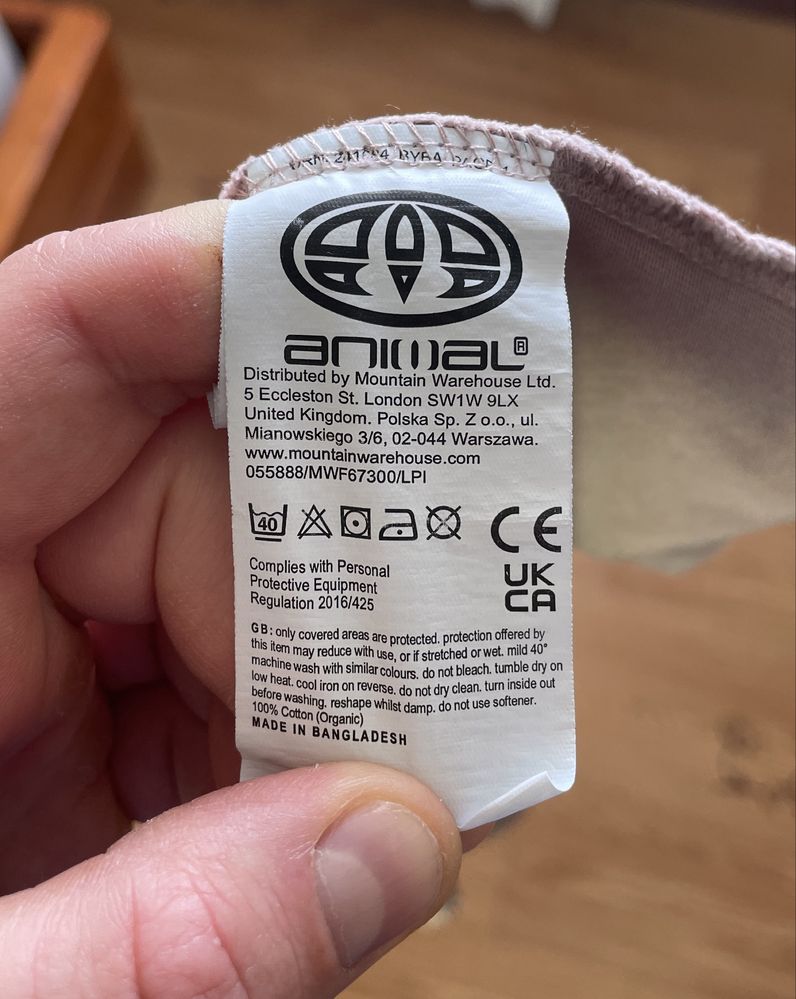 animal®
Distributed by Mountain Warehouse Ltd.
5 Eccleston St. London SW1W 9LX
United Kingdom. Polska Sp. Z o.o., ul.
Mianowskiego 3/6, 02-044 Warszawa.
www.mountainwarehouse.com
055888/MWF67300/LPI
40
CE
UK
CA
Complies with Personal
Protective Equipment
Regulation 2016/425
GB: only covered areas are protected. protection offered by
this item may reduce with use, or if stretched or wet. mild 40°
machine wash with similar colours. do not bleach. tumble dry on
low heat. cool iron on reverse. do not dry clean. turn inside out
before washing. reshape whilst damp. do not use softener.
100% Cotton (Organic)
MADE IN BANGLADESH